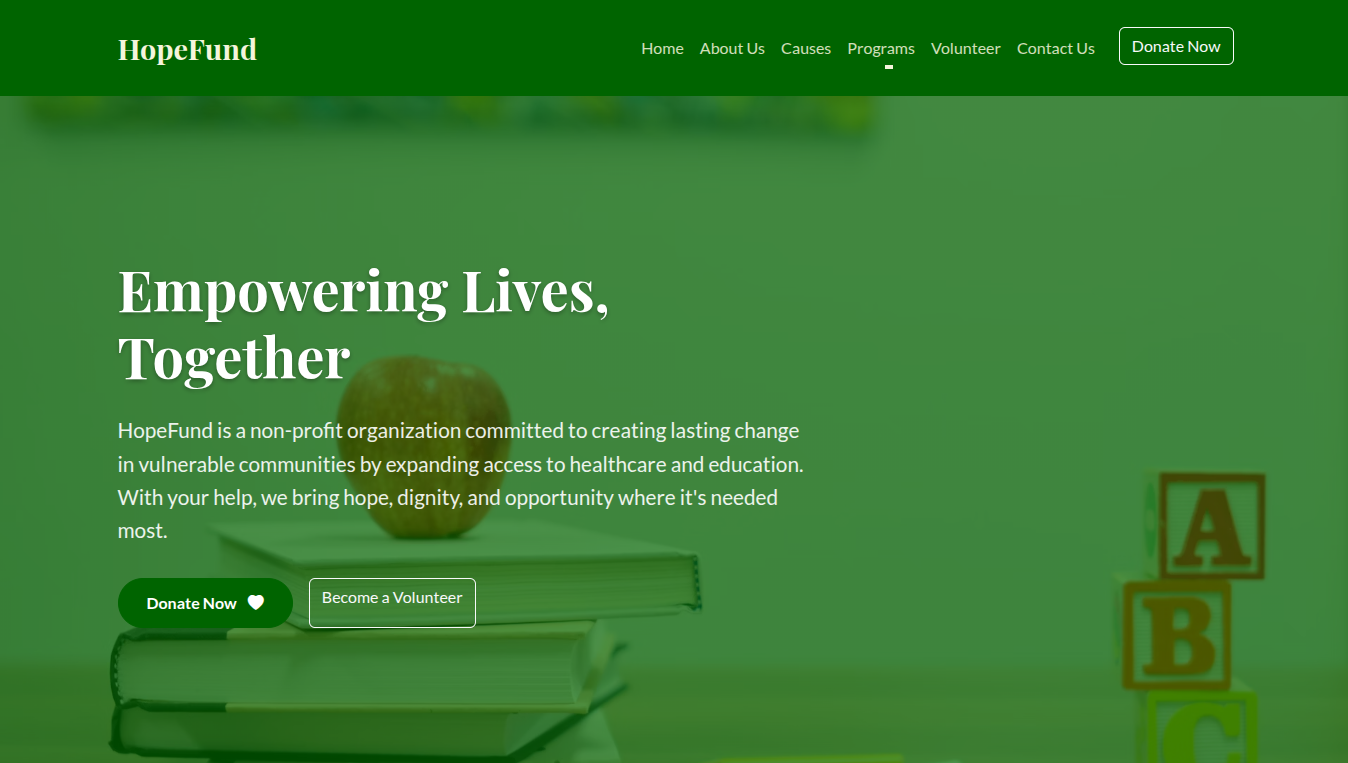 HopeFund
Home About Us Causes Programs Volunteer Contact Us Donate Now
Empowering Lives,
Together
HopeFund is a non-profit organization committed to creating lasting change
in vulnerable communities by expanding access to healthcare and education.
With your help, we bring hope, dignity, and opportunity where it's needed
most.
Donate Now Become a Volunteer
A
B
C